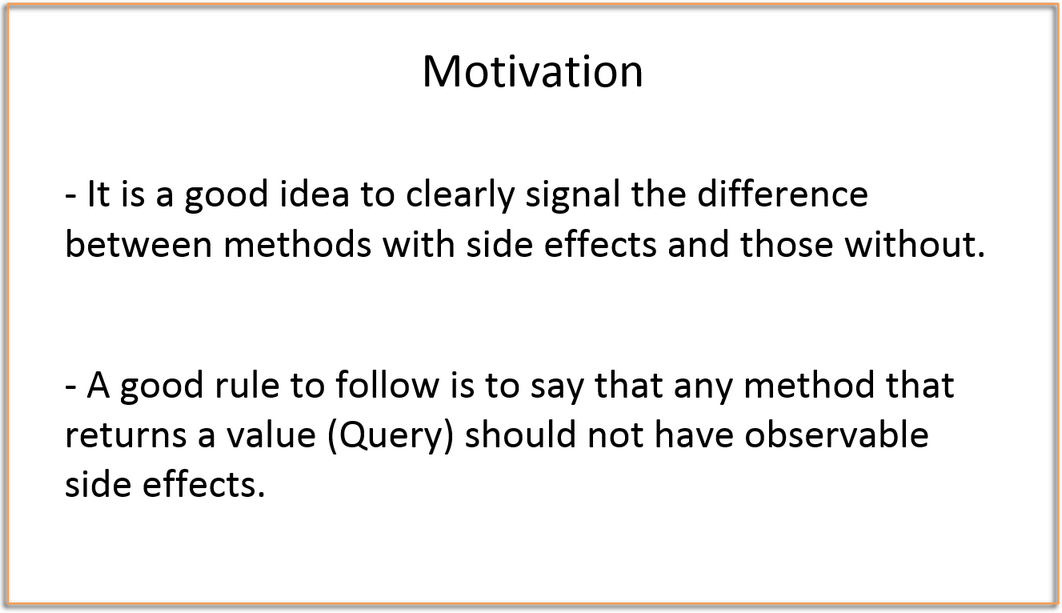 Motivation
- It is a good idea to clearly signal the difference
between methods with side effects and those without.
- A good rule to follow is to say that any method that
returns a value (Query) should not have observable
side effects.